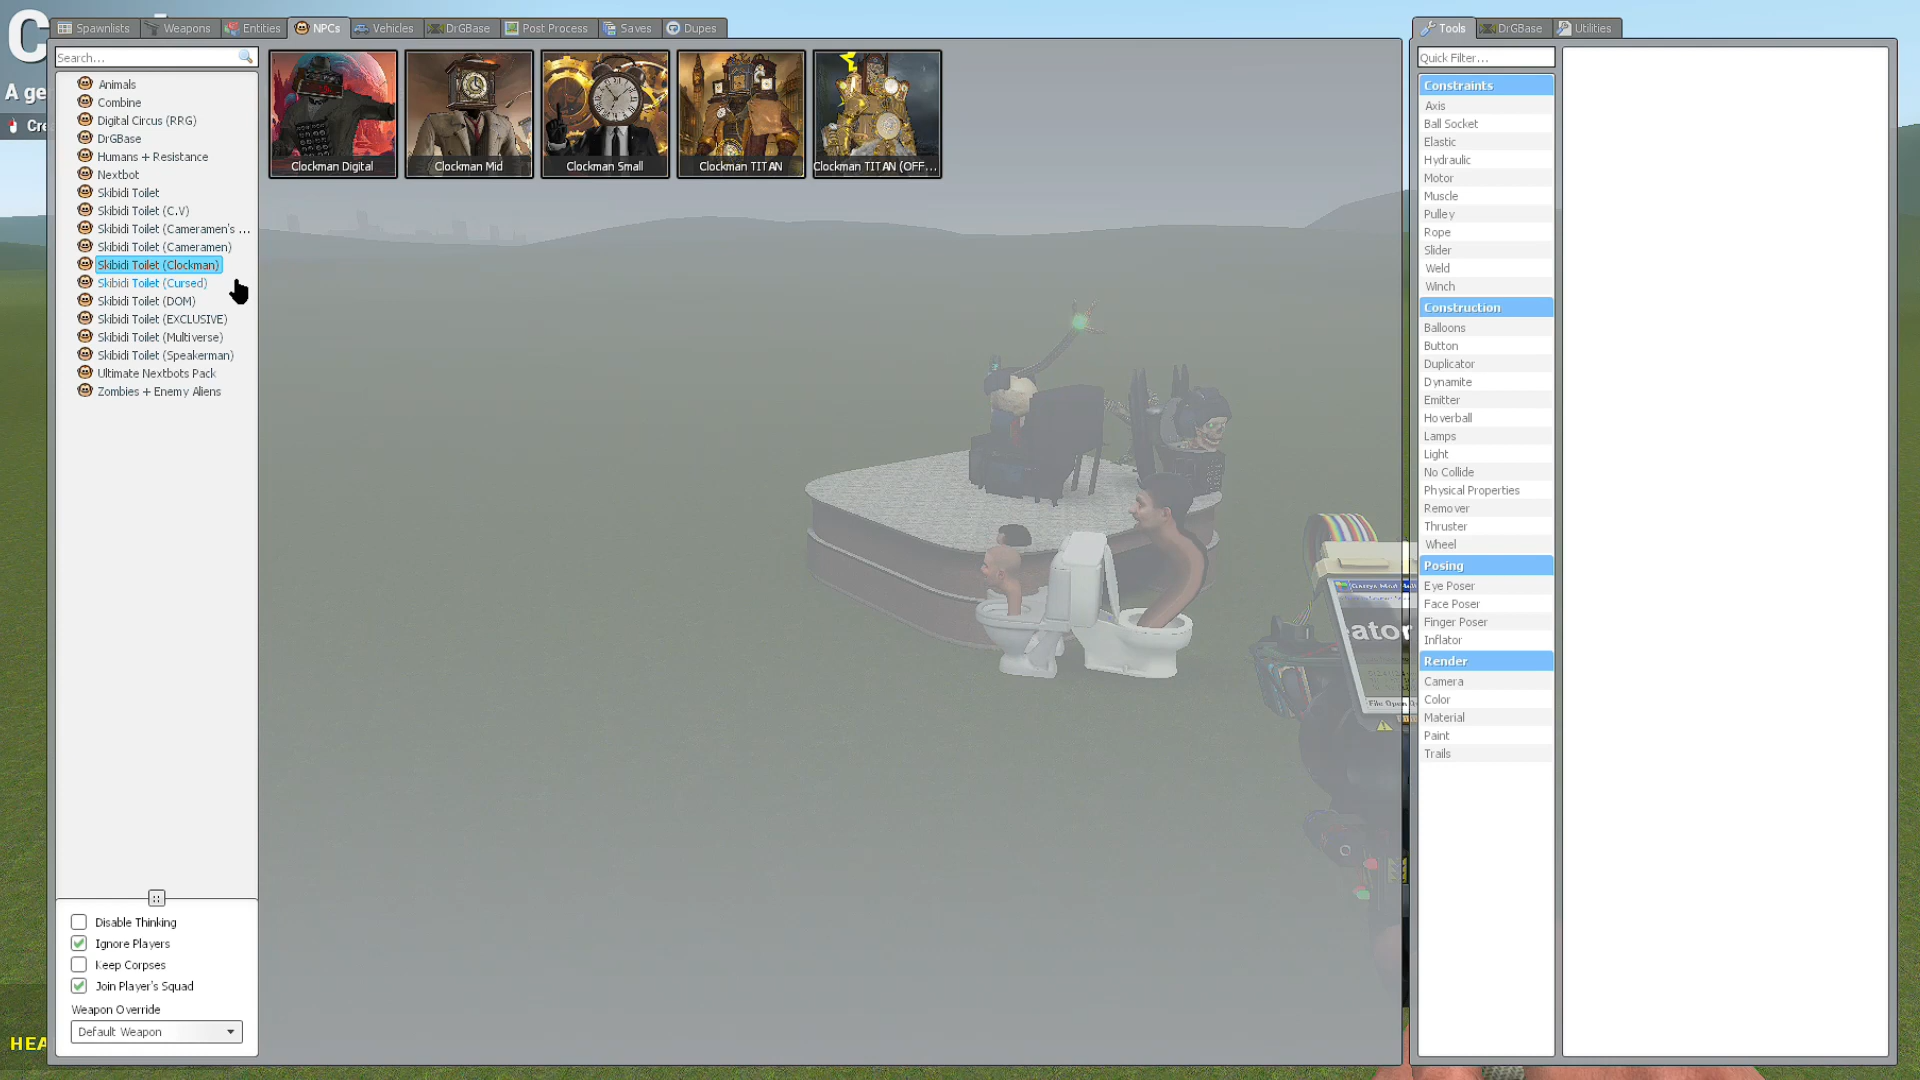 Spawnlists
Weapons
Entities
NPCs
Vehicles
DrGBase
Post Process
Saves
Dupes
Search...
Animals
Combine
Digital Circus (RRG)
DrGBase
Humans + Resistance
Nextbot
Skibidi Toilet
Skibidi Toilet (C.V)
Skibidi Toilet (Cameramen's ...
Skibidi Toilet (Cameramen)
Skibidi Toilet (Clockman)
Skibidi Toilet (Cursed)
Skibidi Toilet (DOM)
Skibidi Toilet (EXCLUSIVE)
Skibidi Toilet (Multiverse)
Skibidi Toilet (Speakerman)
Ultimate Nextbots Pack
Zombies + Enemy Aliens
Disable Thinking
Ignore Players
Keep Corpses
Join Player's Squad
Weapon Override
Default Weapon
Clockman Digital
Clockman Mid
Clockman Small
Clockman TITAN
Clockman TITAN (OFF...
A ge
Cre
HEA
eator
Tools
DrGBase
Utilities
Quick Filter...
Constraints
Axis
Ball Socket
Elastic
Hydraulic
Motor
Muscle
Pulley
Rope
Slider
Weld
Winch
Construction
Balloons
Button
Duplicator
Dynamite
Emitter
Hoverball
Lamps
Light
No Collide
Physical Properties
Remover
Thruster
Wheel
Posing
Eye Poser
Face Poser
Finger Poser
Inflator
Render
Camera
Color
Material
Paint
Trails